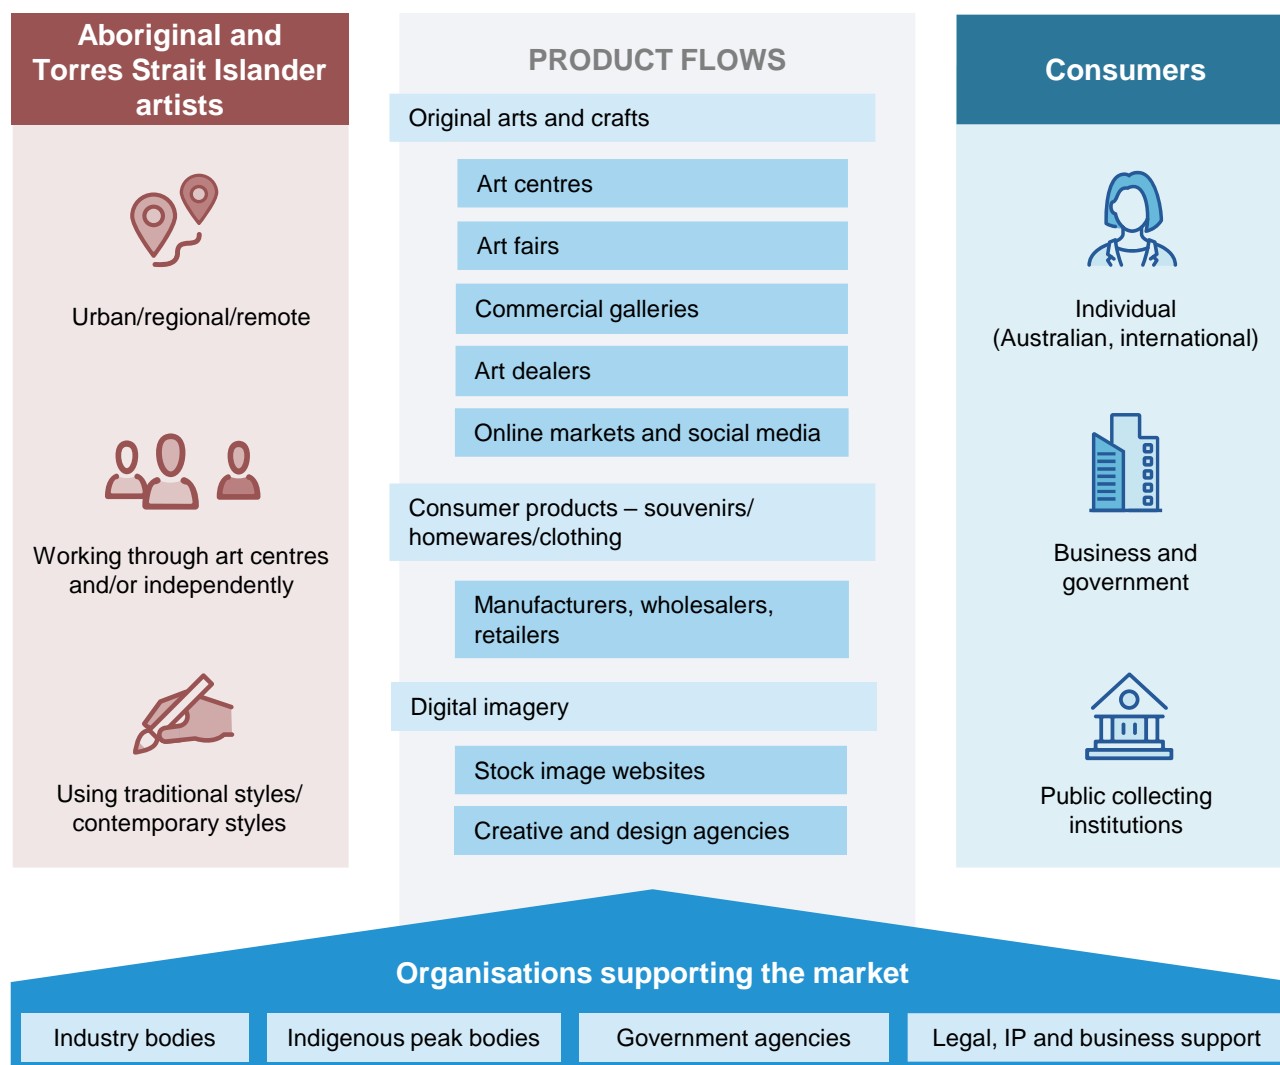 Aboriginal and
Torres Strait Islander
artists
Urban/regional/remote
Working through art centres
and/or independently
Using traditional styles/
contemporary styles
PRODUCT FLOWS
Original arts and crafts
Art centres
Art fairs
Commercial galleries
Art dealers
Online markets and social media
Consumer products – souvenirs/
homewares/clothing
Manufacturers, wholesalers,
retailers
Digital imagery
Stock image websites
Creative and design agencies
Consumers
Individual
(Australian, international)
Business and
government
Public collecting
institutions
Organisations supporting the market
Industry bodies
Indigenous peak bodies
Government agencies
Legal, IP and business support